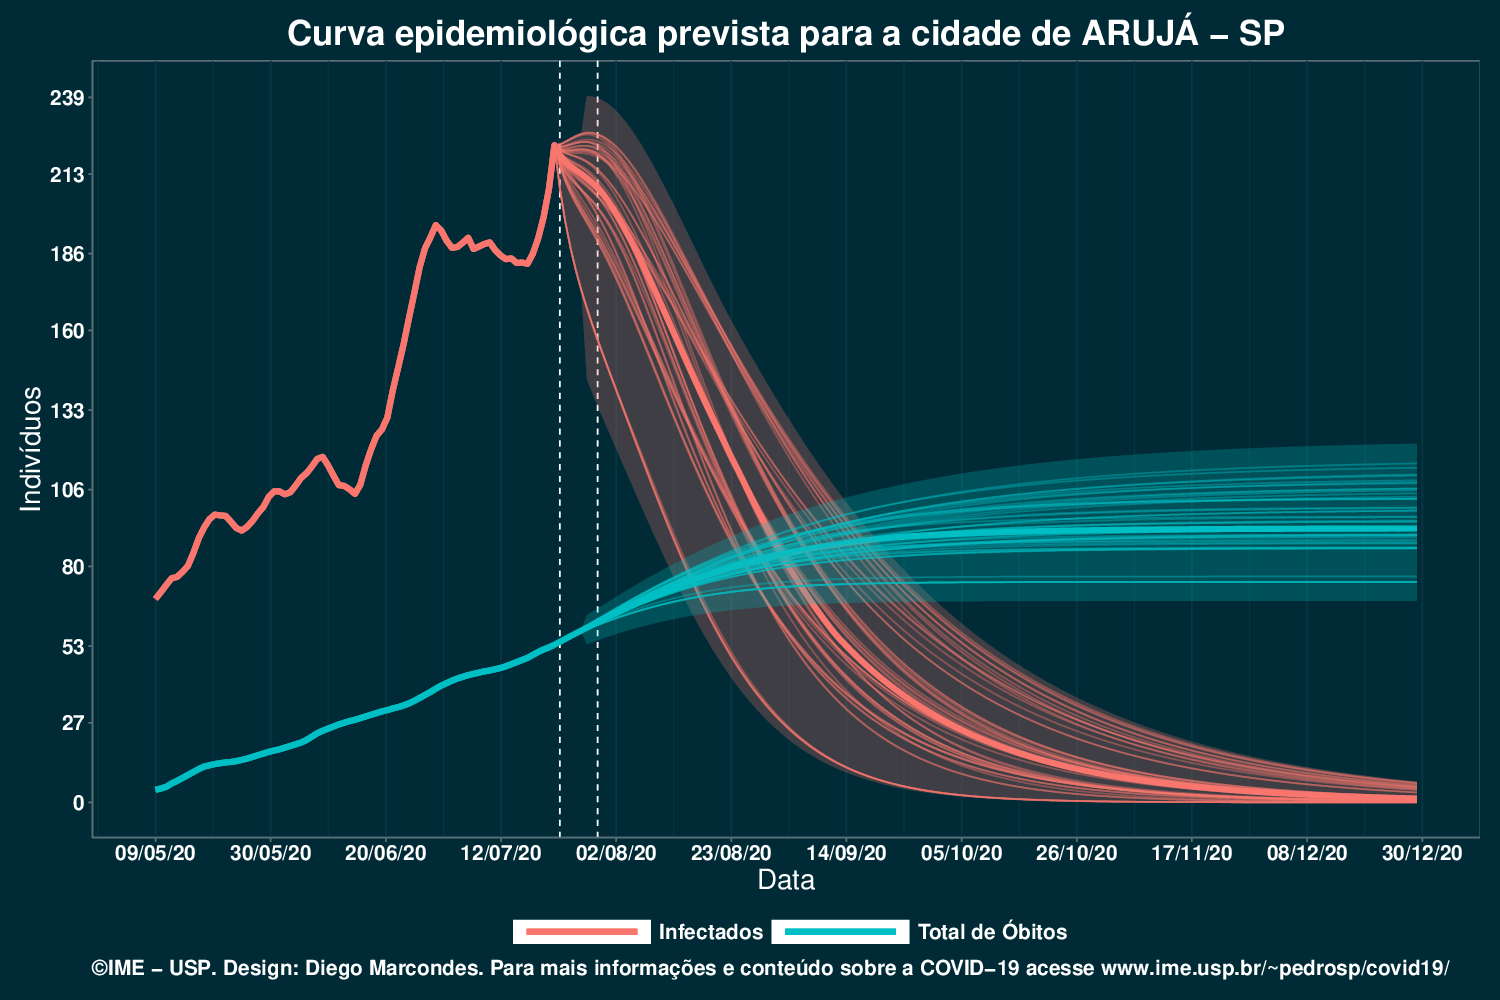 Curva epidemiológica prevista para a cidade de ARUJÁ – SP
239
213
186
160
133
106
80
53
27
0
Indivíduos
09/05/20 30/05/20 20/06/20 12/07/20 02/08/20 23/08/20 14/09/20 05/10/20 26/10/20 17/11/20 08/12/20 30/12/20
Data
Infectados Total de Óbitos
©IME – USP. Design: Diego Marcondes. Para mais informações e conteúdo sobre a COVID–19 acesse www.ime.usp.br/~pedrosp/covid19/